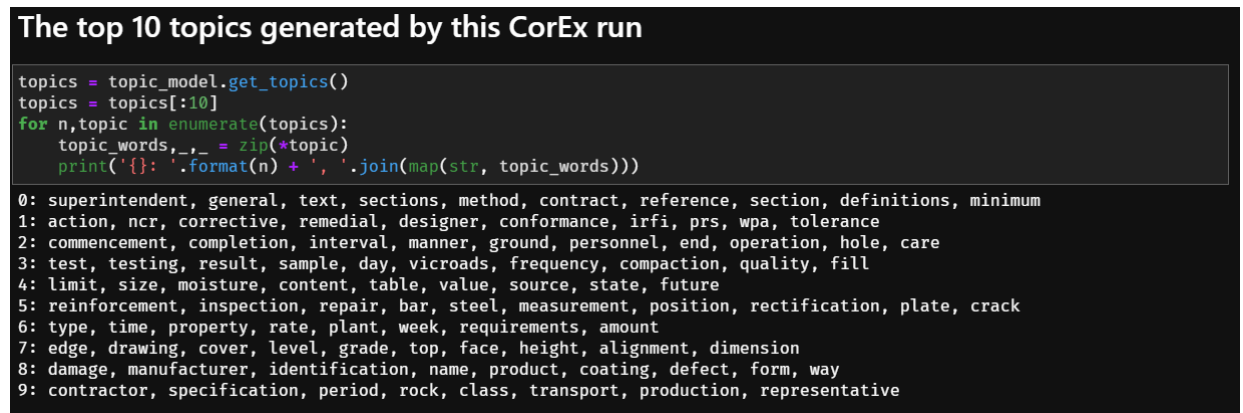 The top 10 topics generated by this CorEx run
topics = topic_model.get_topics()
topics = topics[:10]
for n,topic in enumerate(topics):
    topic_words,_,_ = zip(*topic)
    print('{}: '.format(n) + ', '.join(map(str, topic_words)))
0: superintendent, general, text, sections, method, contract, reference, section, definitions, minimum
1: action, ncr, corrective, remedial, designer, conformance, irfi, prs, wpa, tolerance
2: commencement, completion, interval, manner, ground, personnel, end, operation, hole, care
3: test, testing, result, sample, day, vicroads, frequency, compaction, quality, fill
4: limit, size, moisture, content, table, value, source, state, future
5: reinforcement, inspection, repair, bar, steel, measurement, position, rectification, plate, crack
6: type, time, property, rate, plant, week, requirements, amount
7: edge, drawing, cover, level, grade, top, face, height, alignment, dimension
8: damage, manufacturer, identification, name, product, coating, defect, form, way
9: contractor, specification, period, rock, class, transport, production, representative